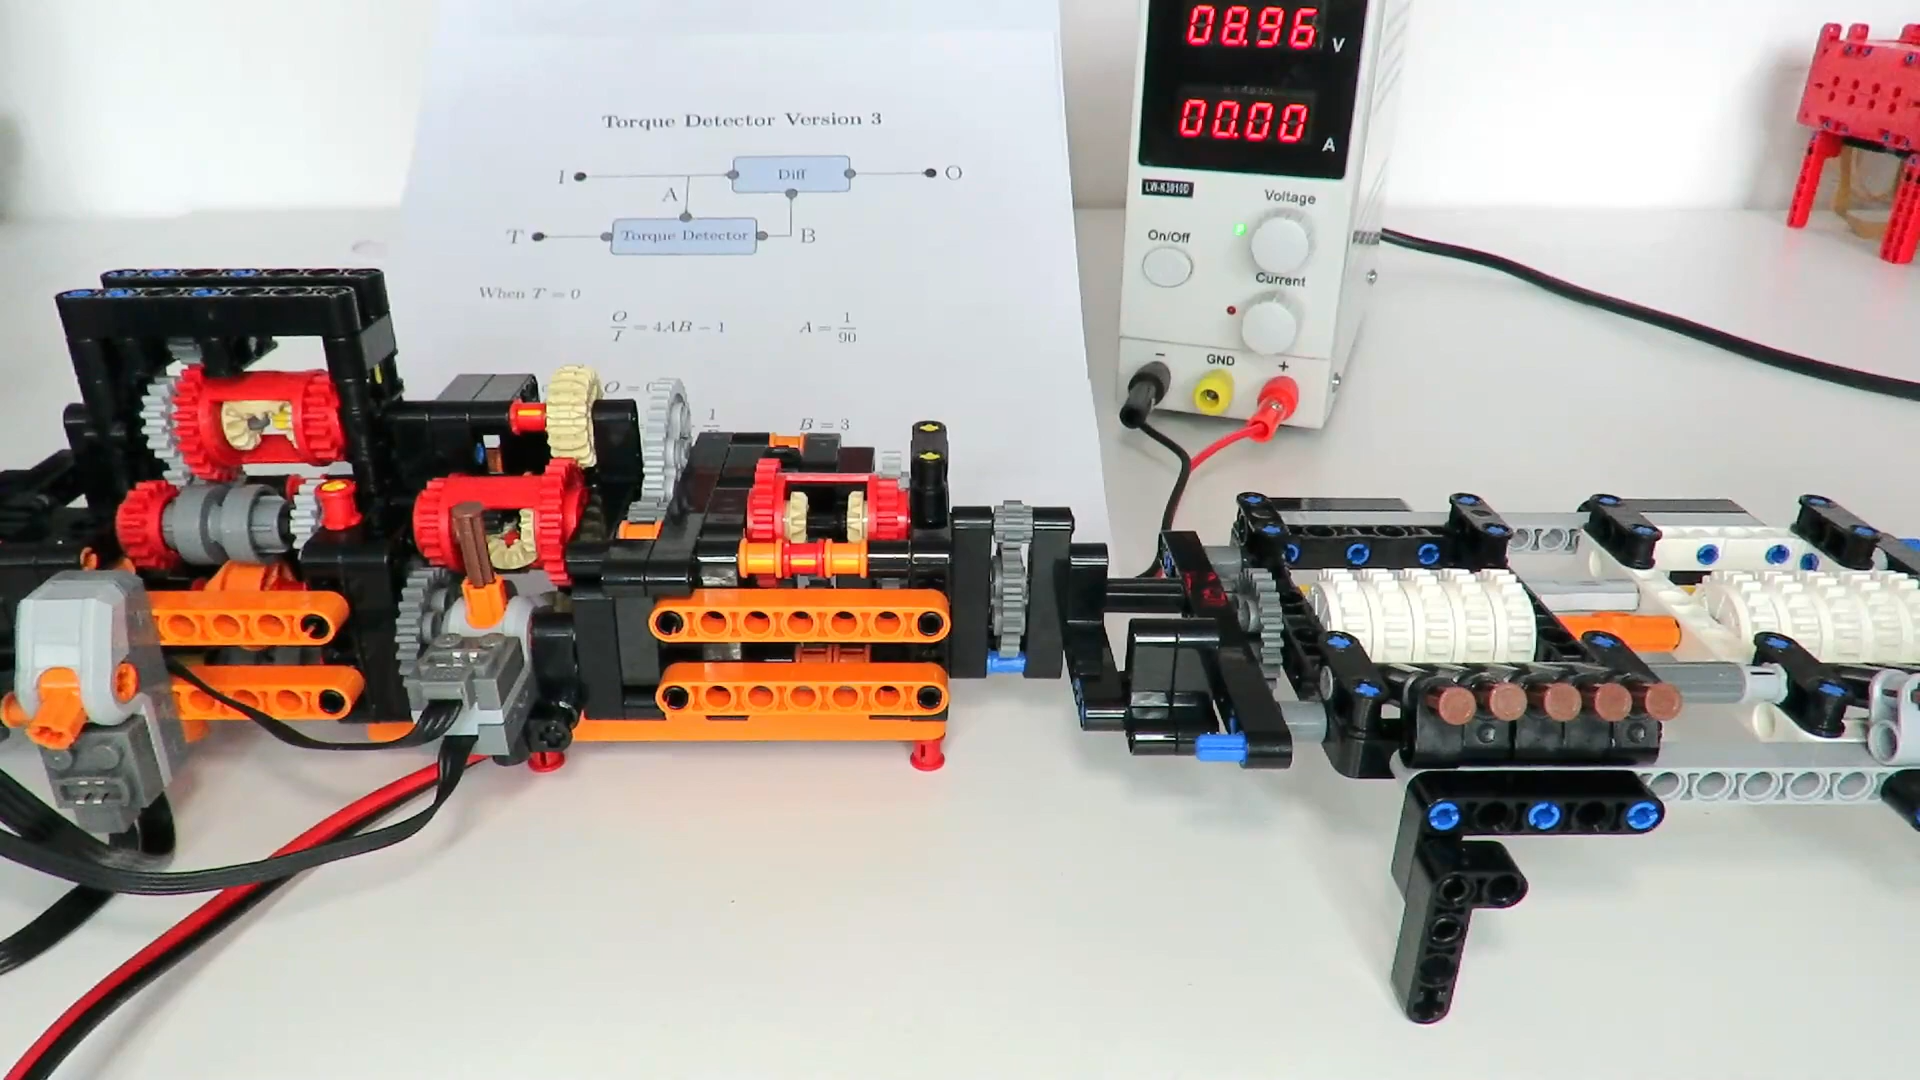 08.96 V
00.00 A
LW-K3010D
Voltage
On/Off
Current
− GND +
Torque Detector Version 3
I Diff O
A
T Torque Detector B
When T = 0
O/I = 4AB − 1 A = 1/90
O =
B = 3